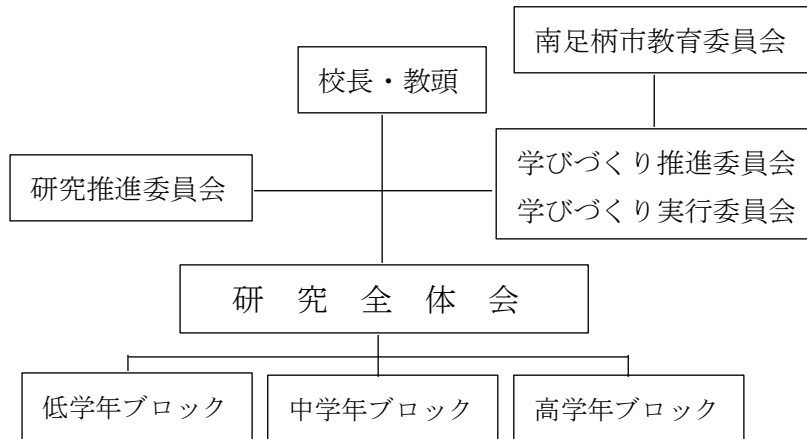 南足柄市教育委員会
校長・教頭
学びづくり推進委員会
学びづくり実行委員会
研究推進委員会
研究全体会
低学年ブロック
中学年ブロック
高学年ブロック